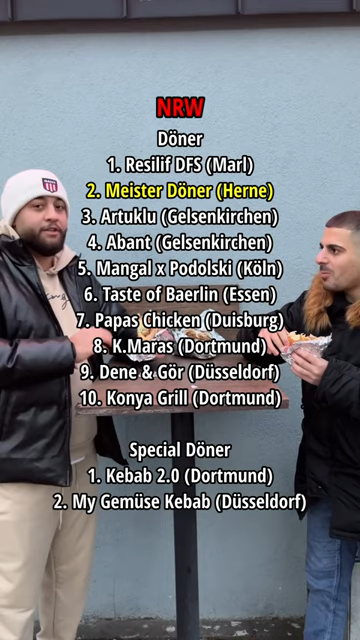 NRW
Döner
1. Resilif DFS (Marl)
2. Meister Döner (Herne)
3. Artuklu (Gelsenkirchen)
4. Abant (Gelsenkirchen)
5. Mangal x Podolski (Köln)
6. Taste of Baerlin (Essen)
7. Papas Chicken (Duisburg)
8. K.Maras (Dortmund)
9. Dene & Gör (Düsseldorf)
10. Konya Grill (Dortmund)
Special Döner
1. Kebab 2.0 (Dortmund)
2. My Gemüse Kebab (Düsseldorf)